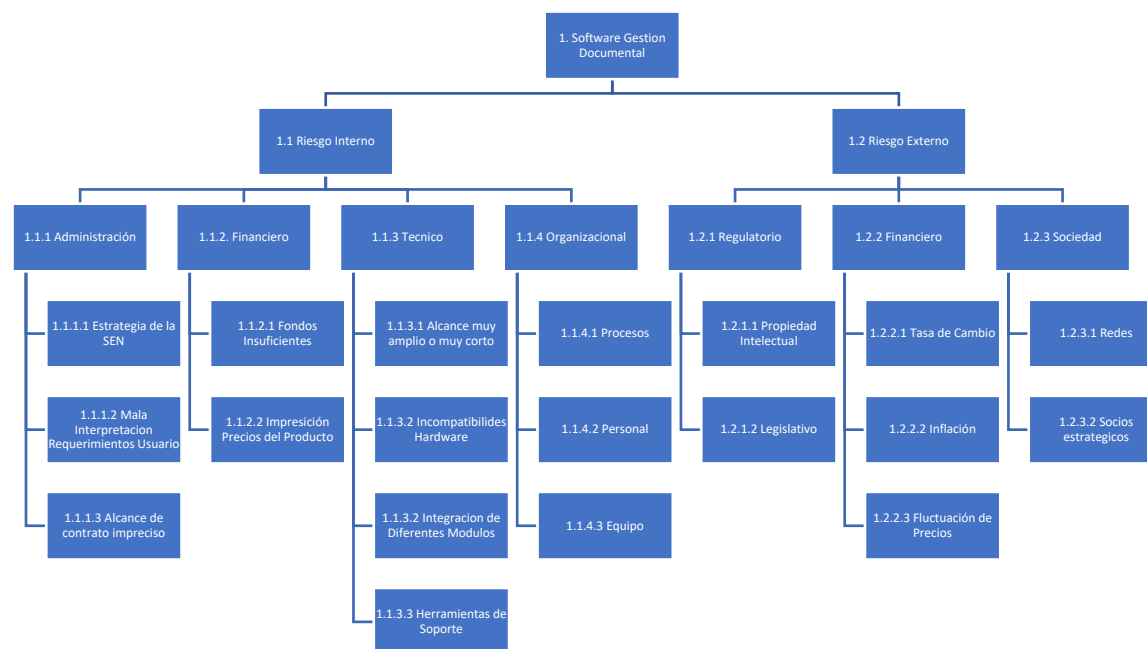 1. Software Gestion
Documental
1.1 Riesgo Interno
1.2 Riesgo Externo
1.1.1 Administración
1.1.2. Financiero
1.1.3 Tecnico
1.1.4 Organizacional
1.2.1 Regulatorio
1.2.2 Financiero
1.2.3 Sociedad
1.1.1.1 Estrategia de la
SEN
1.1.2.1 Fondos
Insuficientes
1.1.3.1 Alcance muy
amplio o muy corto
1.1.4.1 Procesos
1.2.1.1 Propiedad
Intelectual
1.2.2.1 Tasa de Cambio
1.2.3.1 Redes
1.1.1.2 Mala
Interpretacion
Requerimientos Usuario
1.1.2.2 Impresición
Precios del Producto
1.1.3.2 Incompatibilides
Hardware
1.1.4.2 Personal
1.2.1.2 Legislativo
1.2.2.2 Inflación
1.2.3.2 Socios
estrategicos
1.1.1.3 Alcance de
contrato impreciso
1.1.3.2 Integracion de
Diferentes Modulos
1.1.4.3 Equipo
1.2.2.3 Fluctuación de
Precios
1.1.3.3 Herramientas de
Soporte